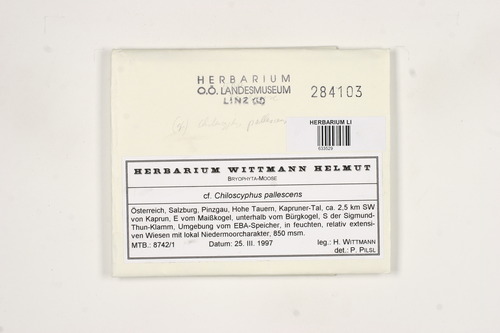 HERBARIUM
O.Ö. LANDESMUSEUM
LINZ (LI)
284103
cf. Chiloscyphus pallescens
HERBARIUM LI
HERBARIUM WITTMANN HELMUT
BRYOPHYTA-MOOSE
cf. Chiloscyphus pallescens
Österreich, Salzburg, Pinzgau, Hohe Tauern, Kapruner-Tal, ca. 2,5 km SW
von Kaprun, E vom Maißkogel, unterhalb vom Bürgkogel, S der Sigmund-
Thun-Klamm, Umgebung vom EBA-Speicher, in feuchten, relativ extensi-
ven Wiesen mit lokal Niedermoorcharakter, 850 msm.
MTB.: 8742/1 Datum: 25. III. 1997 leg.: H. WITTMANN
det.: P. PILSL